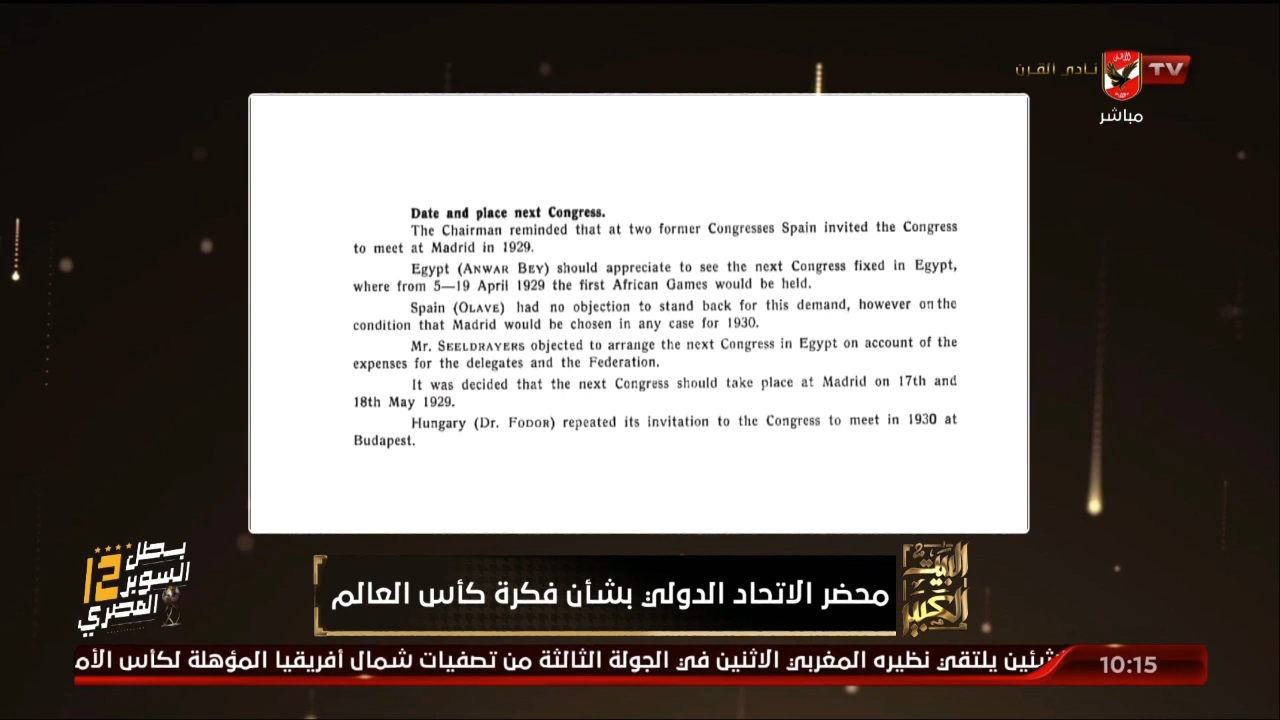 نادي القرن
TV
مباشر
Date and place next Congress.
The Chairman reminded that at two former Congresses Spain invited the Congress
to meet at Madrid in 1929.
Egypt (ANWAR BEY) should appreciate to see the next Congress fixed in Egypt,
where from 5—19 April 1929 the first African Games would be held.
Spain (OLAVE) had no objection to stand back for this demand, however on the
condition that Madrid would be chosen in any case for 1930.
Mr. SEELDRAYERS objected to arrange the next Congress in Egypt on account of the
expenses for the delegates and the Federation.
It was decided that the next Congress should take place at Madrid on 17th and
18th May 1929.
Hungary (Dr. FODOR) repeated its invitation to the Congress to meet in 1930 at
Budapest.
البيت الكبير
محضر الاتحاد الدولي بشأن فكرة كأس العالم
بطل
السوبر 12
المصري
يلتقي نظيره المغربي الاثنين في الجولة الثالثة من تصفيات شمال أفريقيا المؤهلة لكأس
10:15